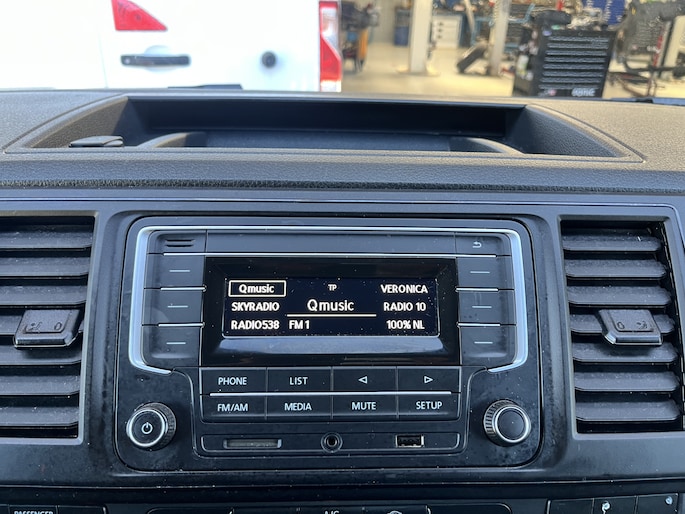 Qmusic TP VERONICA
SKYRADIO Qmusic RADIO 10
RADIO538 FM 1 100% NL
PHONE LIST
FM/AM MEDIA MUTE SETUP
PASSENGER A/C